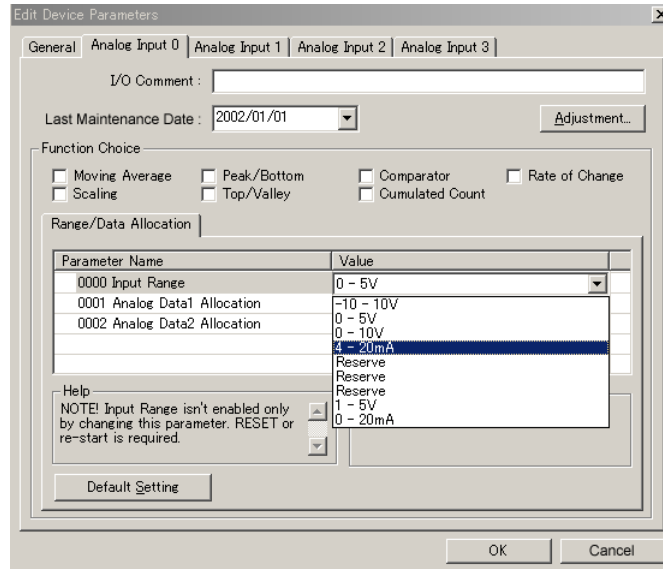 Edit Device Parameters
General Analog Input 0 Analog Input 1 Analog Input 2 Analog Input 3
I/O Comment :
Last Maintenance Date : 2002/01/01 Adjustment...
Function Choice
Moving Average Peak/Bottom Comparator Rate of Change
Scaling Top/Valley Cumulated Count
Range/Data Allocation
Parameter Name Value
0000 Input Range 0 - 5V
0001 Analog Data1 Allocation
0002 Analog Data2 Allocation
-10 - 10V
0 - 5V
0 - 10V
4 - 20mA
Reserve
Reserve
Reserve
1 - 5V
0 - 20mA
Help
NOTE! Input Range isn't enabled only
by changing this parameter. RESET or
re-start is required.
Default Setting
OK Cancel